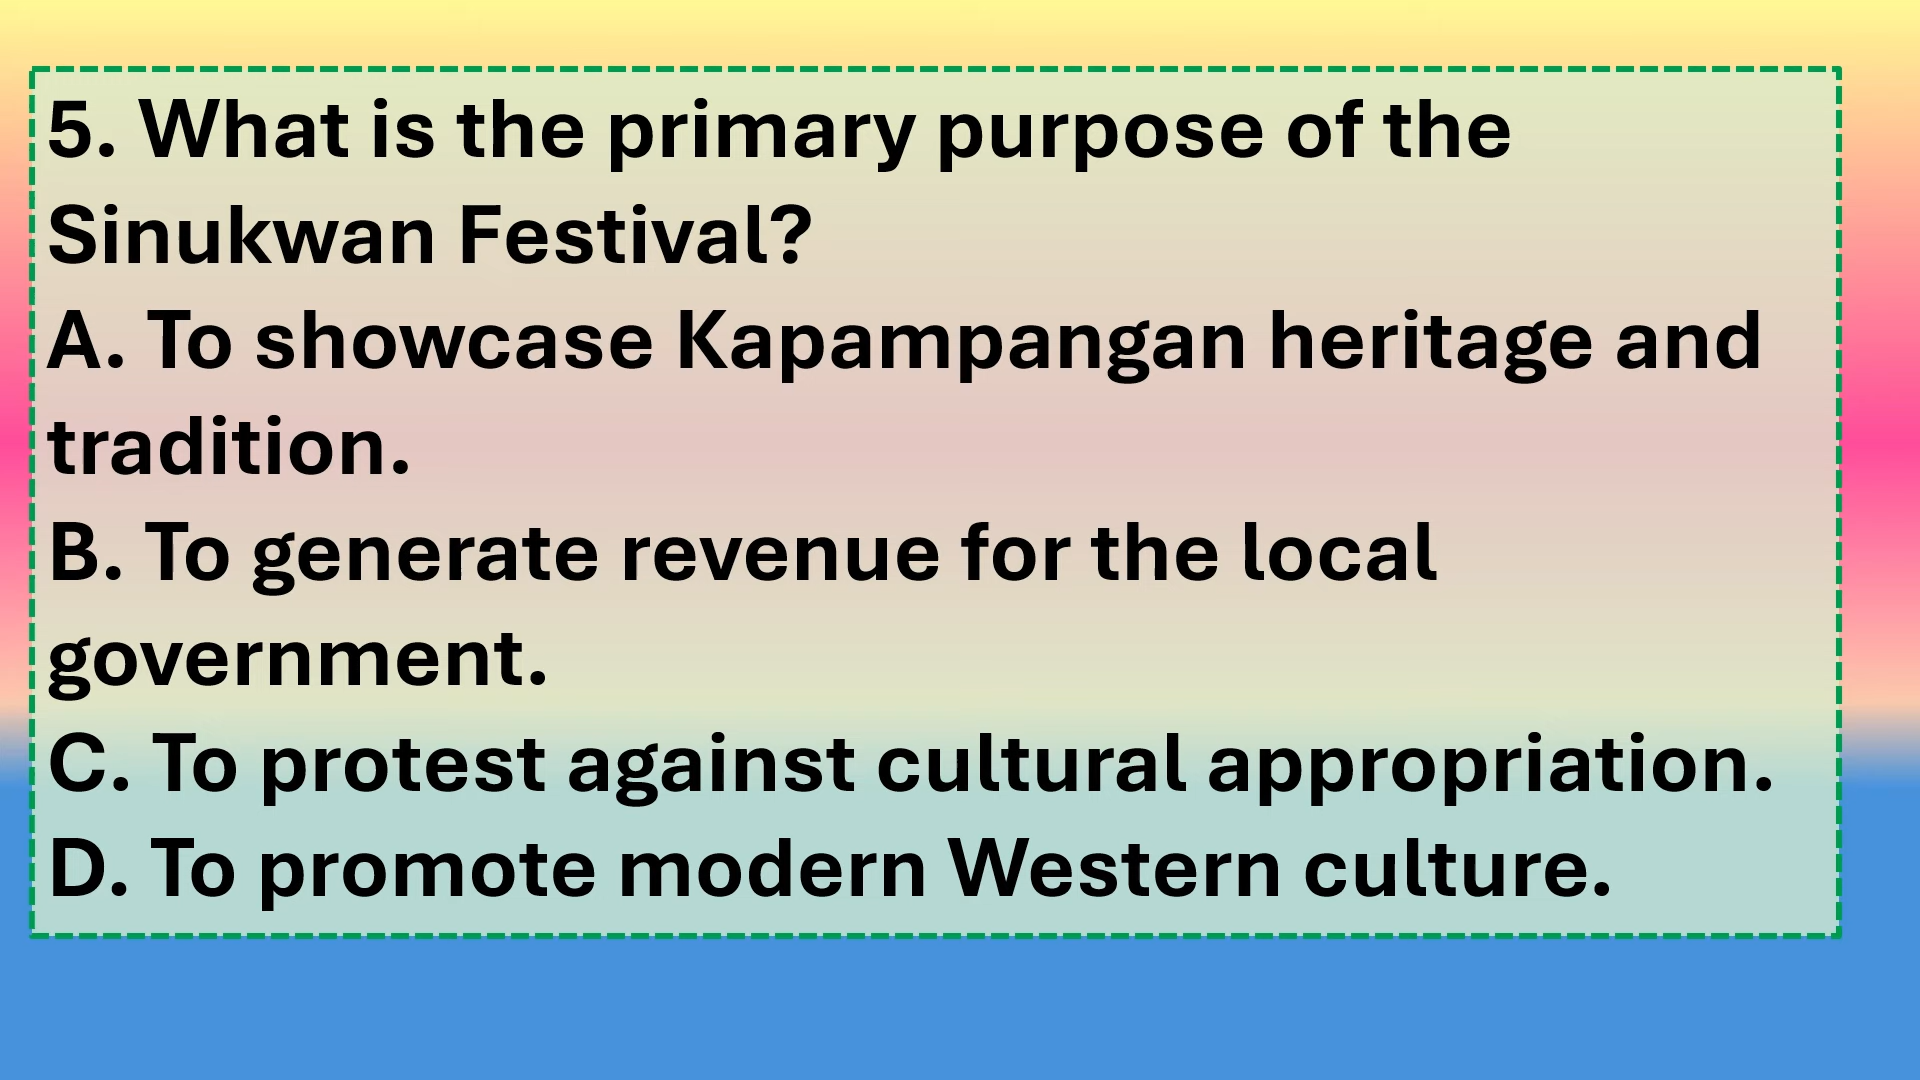 5. What is the primary purpose of the
Sinukwan Festival?
A. To showcase Kapampangan heritage and
tradition.
B. To generate revenue for the local
government.
C. To protest against cultural appropriation.
D. To promote modern Western culture.